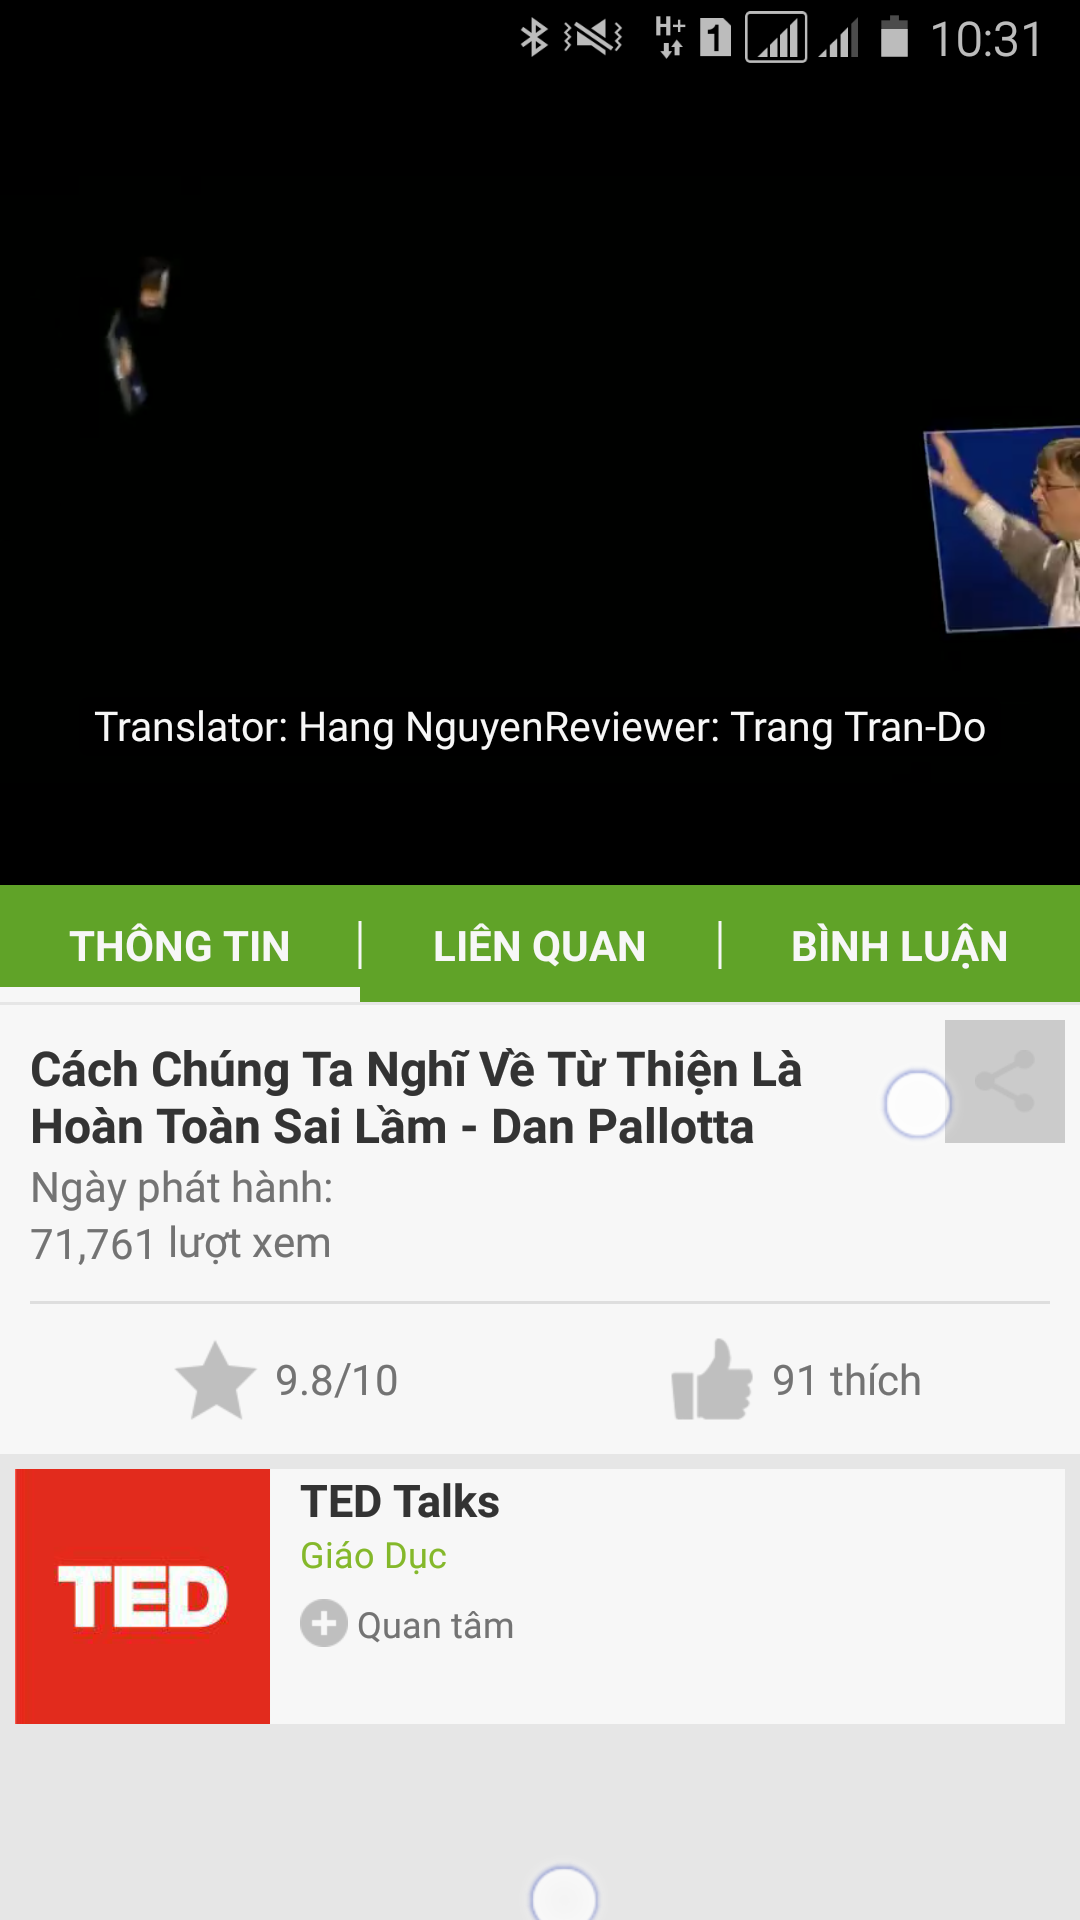 H+ 1 10:31
Translator: Hang NguyenReviewer: Trang Tran-Do
THÔNG TIN
LIÊN QUAN
BÌNH LUẬN
Cách Chúng Ta Nghĩ Về Từ Thiện Là
Hoàn Toàn Sai Lầm - Dan Pallotta
Ngày phát hành:
71,761 lượt xem
9.8/10
91 thích
TED
TED Talks
Giáo Dục
Quan tâm